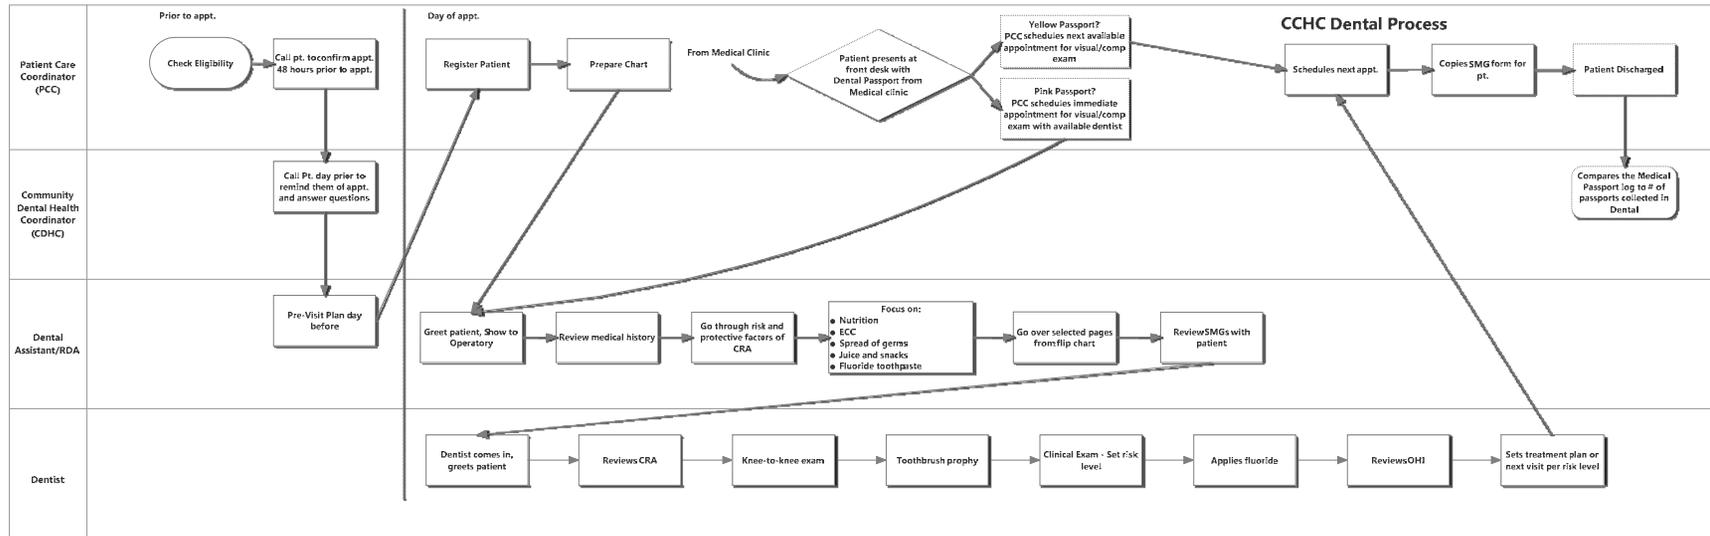 Prior to appt.
Day of appt.
CCHC Dental Process
Patient Care
Coordinator
(PCC)
Check Eligibility
Call pt. to confirm appt.
48 hours prior to appt.
Register Patient
Prepare Chart
From Medical Clinic
Patient presents at
front desk with
Dental Passport from
Medical clinic
Yellow Passport?
PCC schedules next available
appointment for visual/comp
exam
Pink Passport?
PCC schedules immediate
appointment for visual/comp
exam with available dentist
Schedules next appt.
Copies SMG form for
pt.
Patient Discharged
Community
Dental Health
Coordinator
(CDHC)
Call Pt. day prior to
remind them of appt.
and answer questions
Compares the Medical
Passport log to # of
passports collected in
Dental
Dental
Assistant/RDA
Pre-Visit Plan day
before
Greet patient, Show to
Operatory
Review medical history
Go through risk and
protective factors of
CRA
Focus on:
• Nutrition
• ECC
• Spread of germs
• Juice and snacks
• Fluoride toothpaste
Go over selected pages
from flip chart
Review SMGs with
patient
Dentist
Dentist comes in,
greets patient
Reviews CRA
Knee-to-knee exam
Toothbrush prophy
Clinical Exam - Set risk
level
Applies fluoride
Reviews OHI
Sets treatment plan or
next visit per risk level